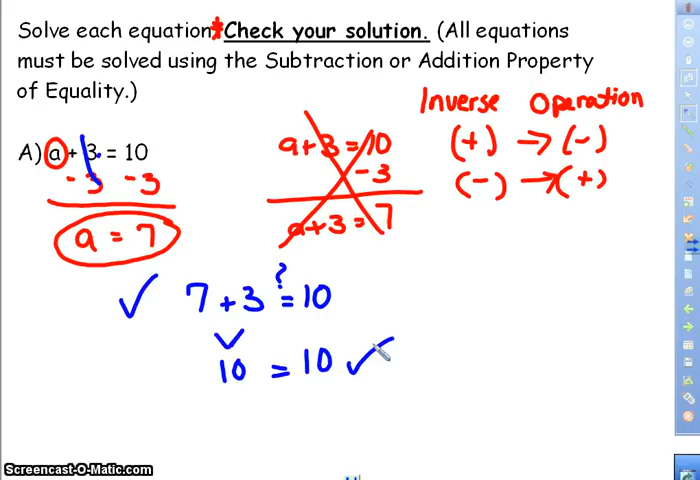 Solve each equation.* Check your solution. (All equations
must be solved using the Subtraction or Addition Property
of Equality.)
Inverse Operation
(+) → (-)
(-) → (+)
A) a + 3 = 10
- 3 - 3
a = 7
a + 3 = 10
- 3
a + 3 = 7
✓ 7 + 3 ?= 10
10 = 10 ✓
SCREENCAST-O-MATIC.COM